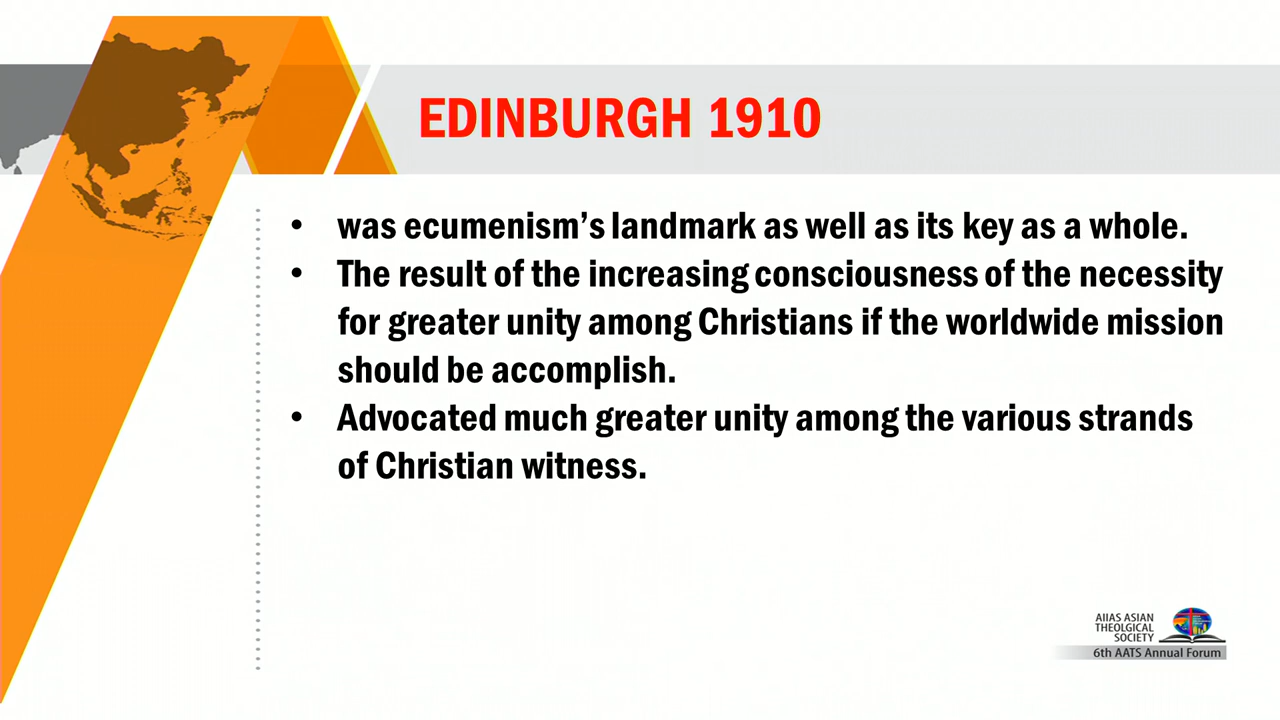 EDINBURGH 1910
• was ecumenism’s landmark as well as its key as a whole.
• The result of the increasing consciousness of the necessity
for greater unity among Christians if the worldwide mission
should be accomplish.
• Advocated much greater unity among the various strands
of Christian witness.
AIIAS ASIAN
THEOLGICAL
SOCIETY
6th AATS Annual Forum